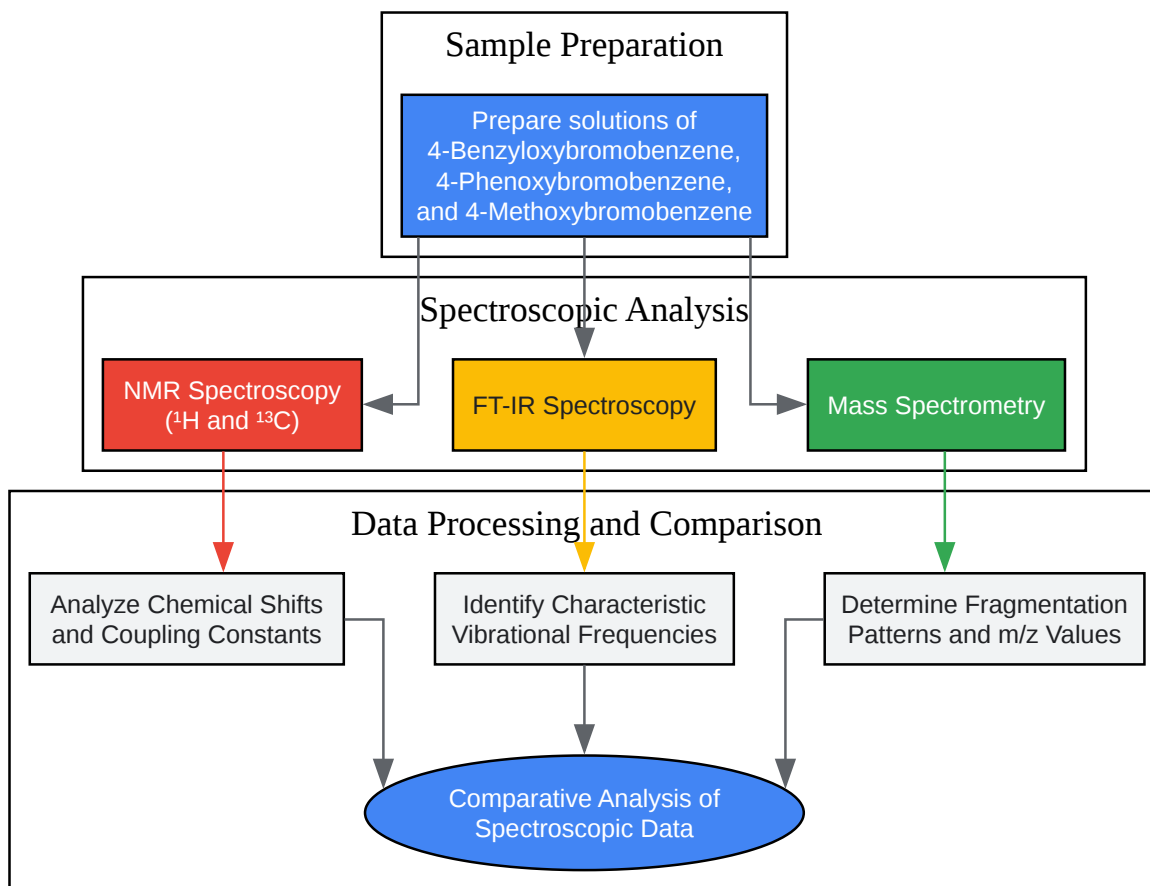 Sample Preparation
Prepare solutions of
4-Benzyloxybromobenzene,
4-Phenoxybromobenzene,
and 4-Methoxybromobenzene
Spectroscopic Analysis
NMR Spectroscopy
(¹H and ¹³C)
FT-IR Spectroscopy
Mass Spectrometry
Data Processing and Comparison
Analyze Chemical Shifts
and Coupling Constants
Identify Characteristic
Vibrational Frequencies
Determine Fragmentation
Patterns and m/z Values
Comparative Analysis of
Spectroscopic Data